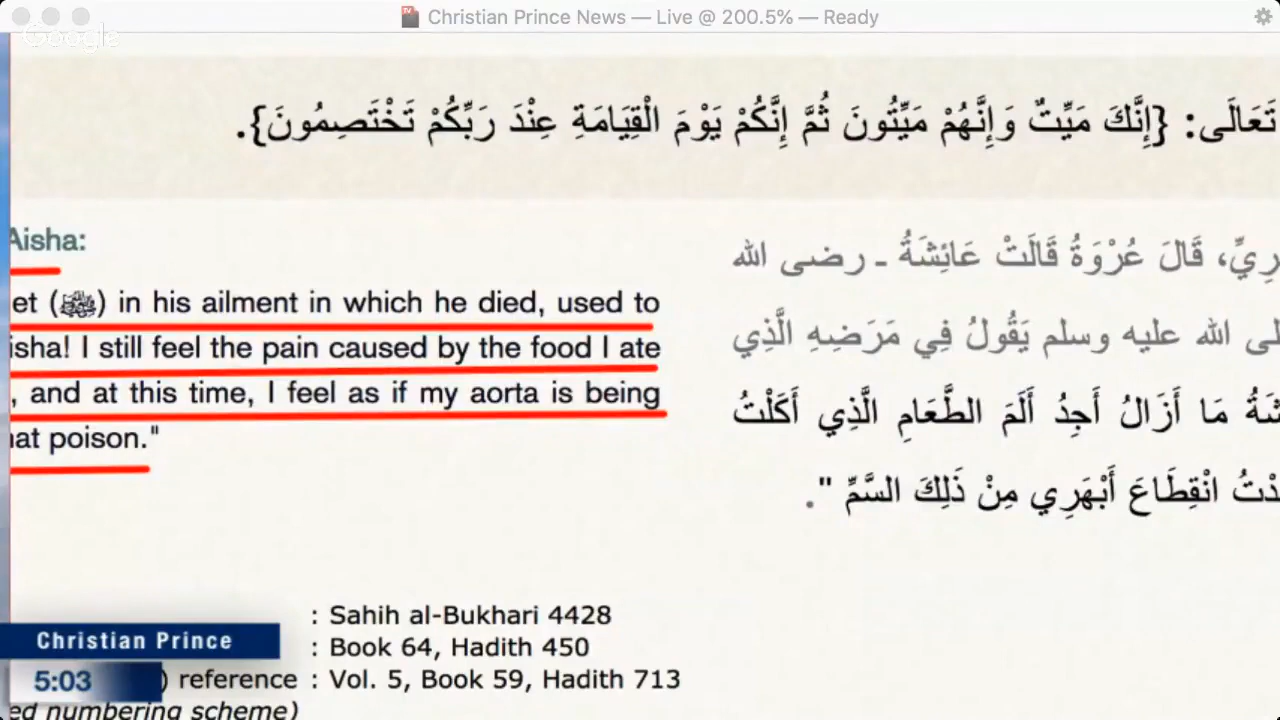 Christian Prince News — Live @ 200.5% — Ready
Google
تَعَالَى: {إِنَّكَ مَيِّتٌ وَإِنَّهُمْ مَيِّتُونَ ثُمَّ إِنَّكُمْ يَوْمَ الْقِيَامَةِ عِنْدَ رَبِّكُمْ تَخْتَصِمُونَ}.
Aisha:
et (ﷺ) in his ailment in which he died, used to
isha! I still feel the pain caused by the food I ate
, and at this time, I feel as if my aorta is being
hat poison."
رِيِّ، قَالَ عُرْوَةُ قَالَتْ عَائِشَةُ ـ رضى الله
لى الله عليه وسلم يَقُولُ فِي مَرَضِهِ الَّذِي
شَةُ مَا أَزَالُ أَجِدُ أَلَمَ الطَّعَامِ الَّذِي أَكَلْتُ
دْتُ انْقِطَاعَ أَبْهَرِي مِنْ ذَلِكَ السَّمِّ ".
: Sahih al-Bukhari 4428
: Book 64, Hadith 450
) reference : Vol. 5, Book 59, Hadith 713
ed numbering scheme)
Christian Prince
5:03